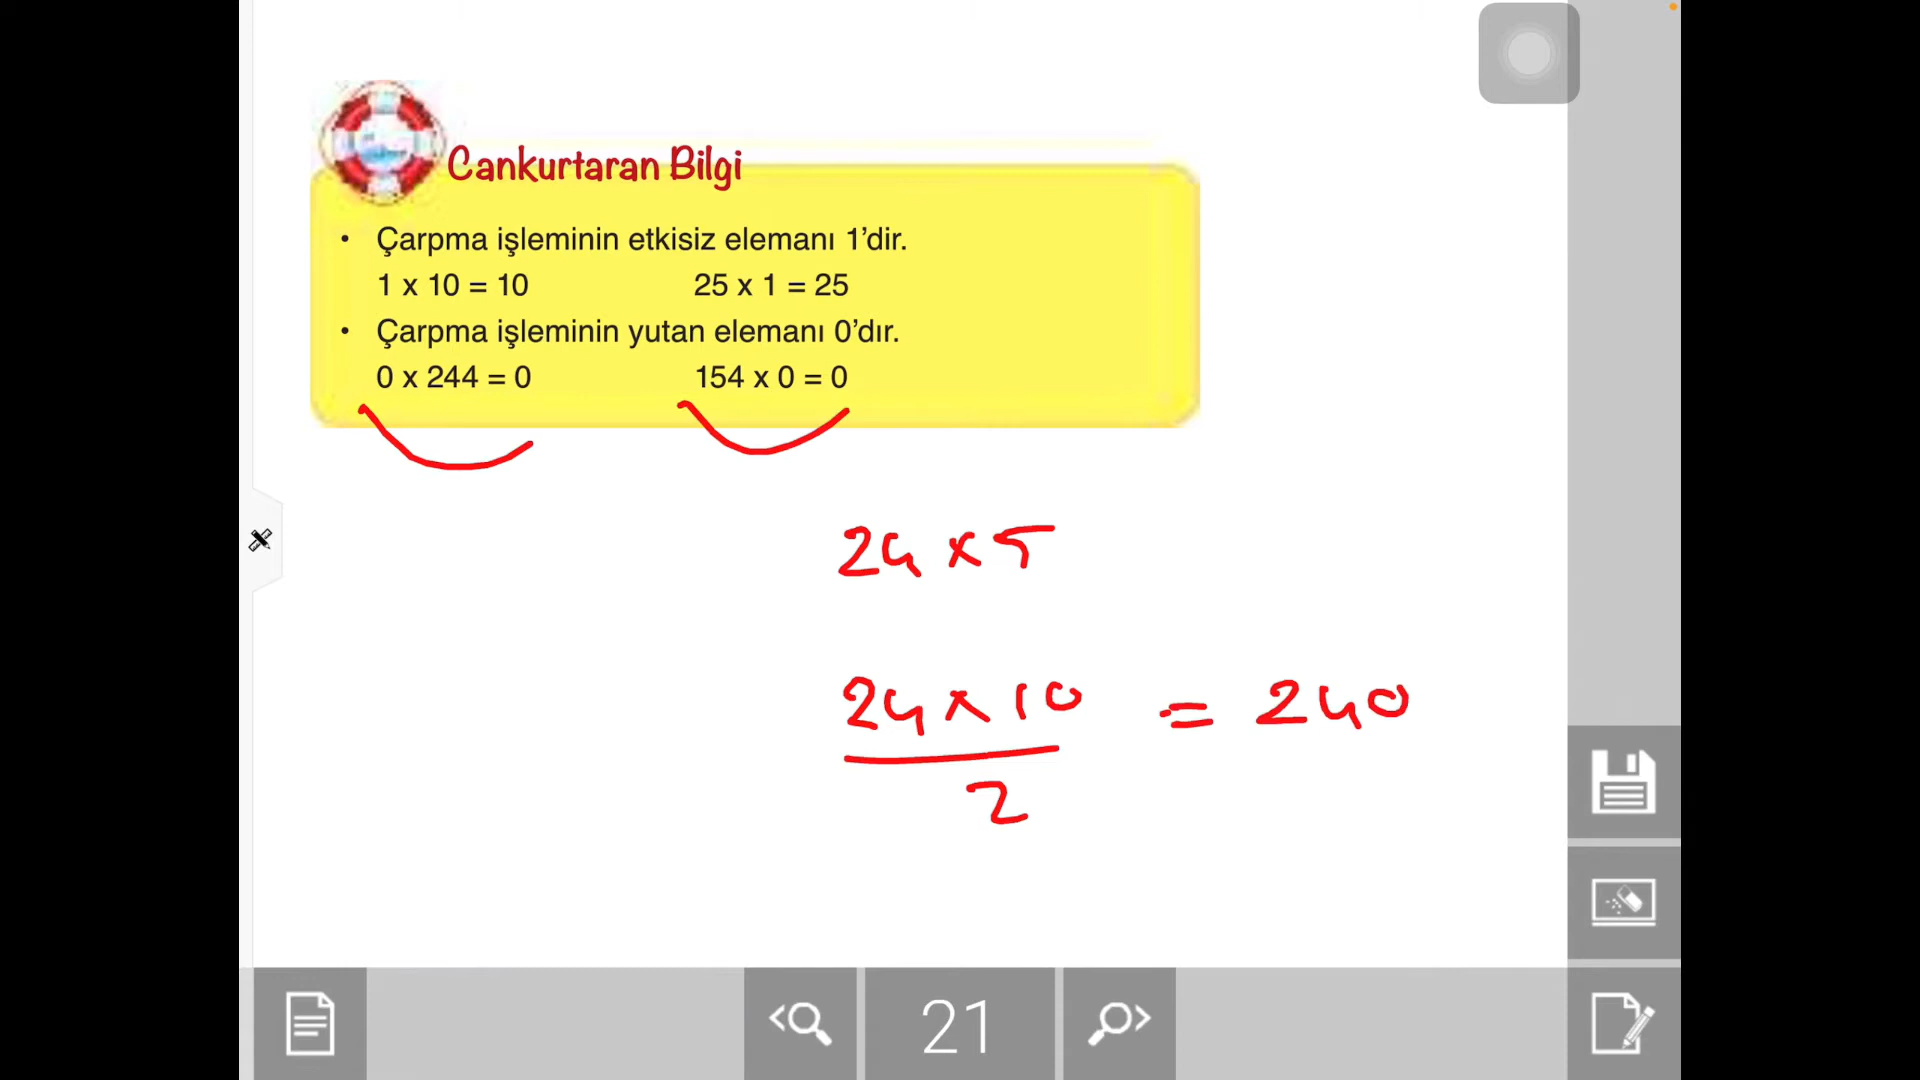 Cankurtaran Bilgi
• Çarpma işleminin etkisiz elemanı 1'dir.
1 x 10 = 10 25 x 1 = 25
• Çarpma işleminin yutan elemanı 0'dır.
0 x 244 = 0 154 x 0 = 0
24 x 5
24 x 10 = 240
2
21